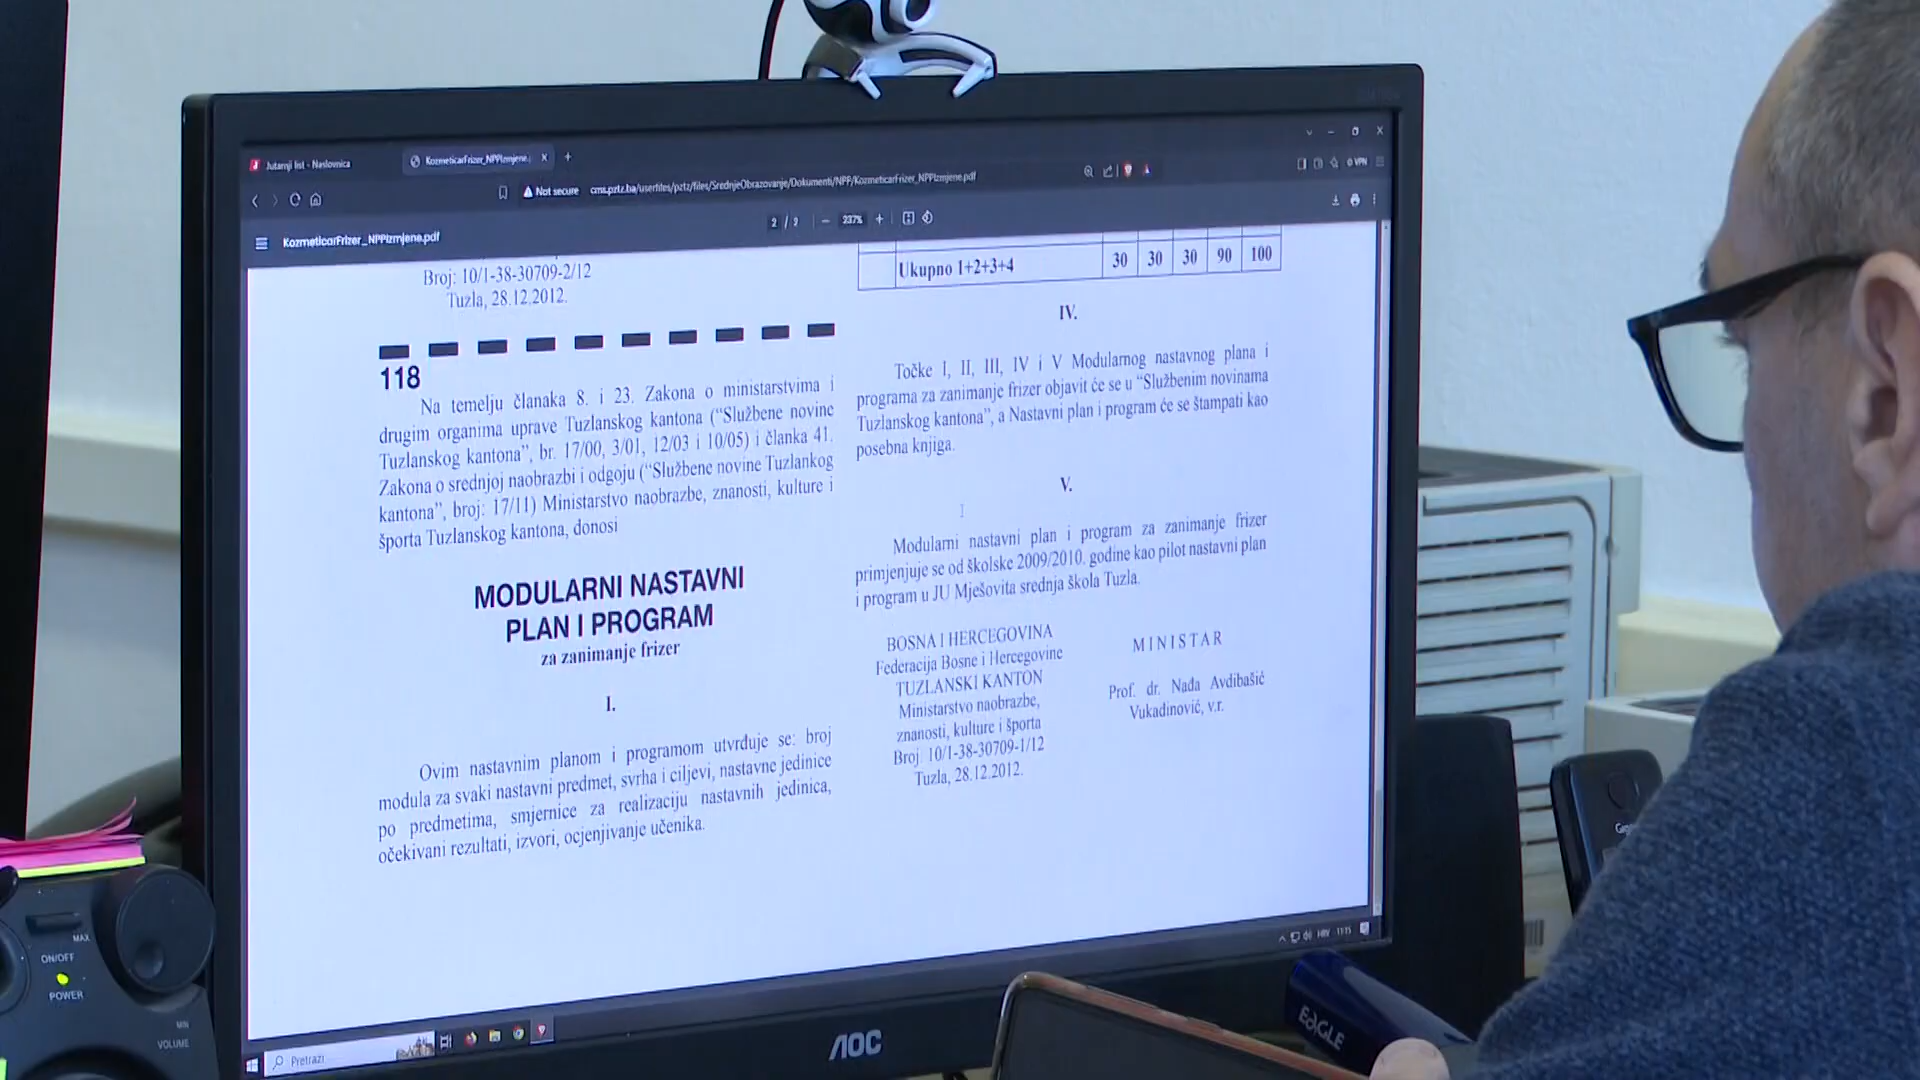 Jutarnji list - Naslovnica
KozmeticarFrizer_NPPIzmjene.
Not secure
cms.pztz.ba/userfiles/pztz/files/SrednjeObrazovanje/Dokumenti/NPP/KozmeticarFrizer_NPPIzmjene.pdf
VPN
KozmeticarFrizer_NPPIzmjene.pdf
2 / 2
237%
Broj: 10/1-38-30709-2/12
Tuzla, 28.12.2012.
118
Na temelju članaka 8. i 23. Zakona o ministarstvima i
drugim organima uprave Tuzlanskog kantona (“Službene novine
Tuzlanskog kantona”, br. 17/00, 3/01, 12/03 i 10/05) i članka 41.
Zakona o srednjoj naobrazbi i odgoju (“Službene novine Tuzlankog
kantona”, broj: 17/11) Ministarstvo naobrazbe, znanosti, kulture i
športa Tuzlanskog kantona, donosi
MODULARNI NASTAVNI
PLAN I PROGRAM
za zanimanje frizer
I.
Ovim nastavnim planom i programom utvrđuje se: broj
modula za svaki nastavni predmet, svrha i ciljevi, nastavne jedinice
po predmetima, smjernice za realizaciju nastavnih jedinica,
očekivani rezultati, izvori, ocjenjivanje učenika.
Ukupno 1+2+3+4 30 30 30 90 100
IV.
Točke I, II, III, IV i V Modularnog nastavnog plana i
programa za zanimanje frizer objavit će se u “Službenim novinama
Tuzlanskog kantona”, a Nastavni plan i program će se štampati kao
posebna knjiga.
V.
Modularni nastavni plan i program za zanimanje frizer
primjenjuje se od školske 2009/2010. godine kao pilot nastavni plan
i program u JU Mješovita srednja škola Tuzla.
BOSNA I HERCEGOVINA
Federacija Bosne i Hercegovine
TUZLANSKI KANTON
Ministarstvo naobrazbe,
znanosti, kulture i športa
Broj: 10/1-38-30709-1/12
Tuzla, 28.12.2012.
M I N I S T A R
Prof. dr. Nada Avdibašić
Vukadinović, v.r.
HRV 11:15
Pretraži
AOC
MAX
ON/OFF
POWER
MIN
VOLUME
EAGLE